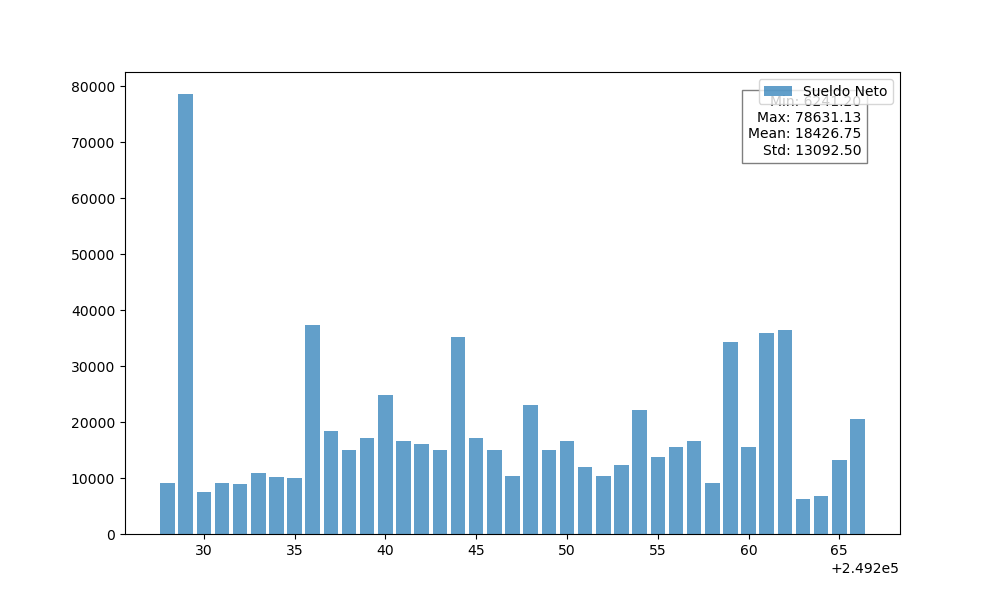 80000
70000
60000
50000
40000
30000
20000
10000
0
30 35 40 45 50 55 60 65
+2.492e5
Sueldo Neto
Min: 6241.20
Max: 78631.13
Mean: 18426.75
Std: 13092.50